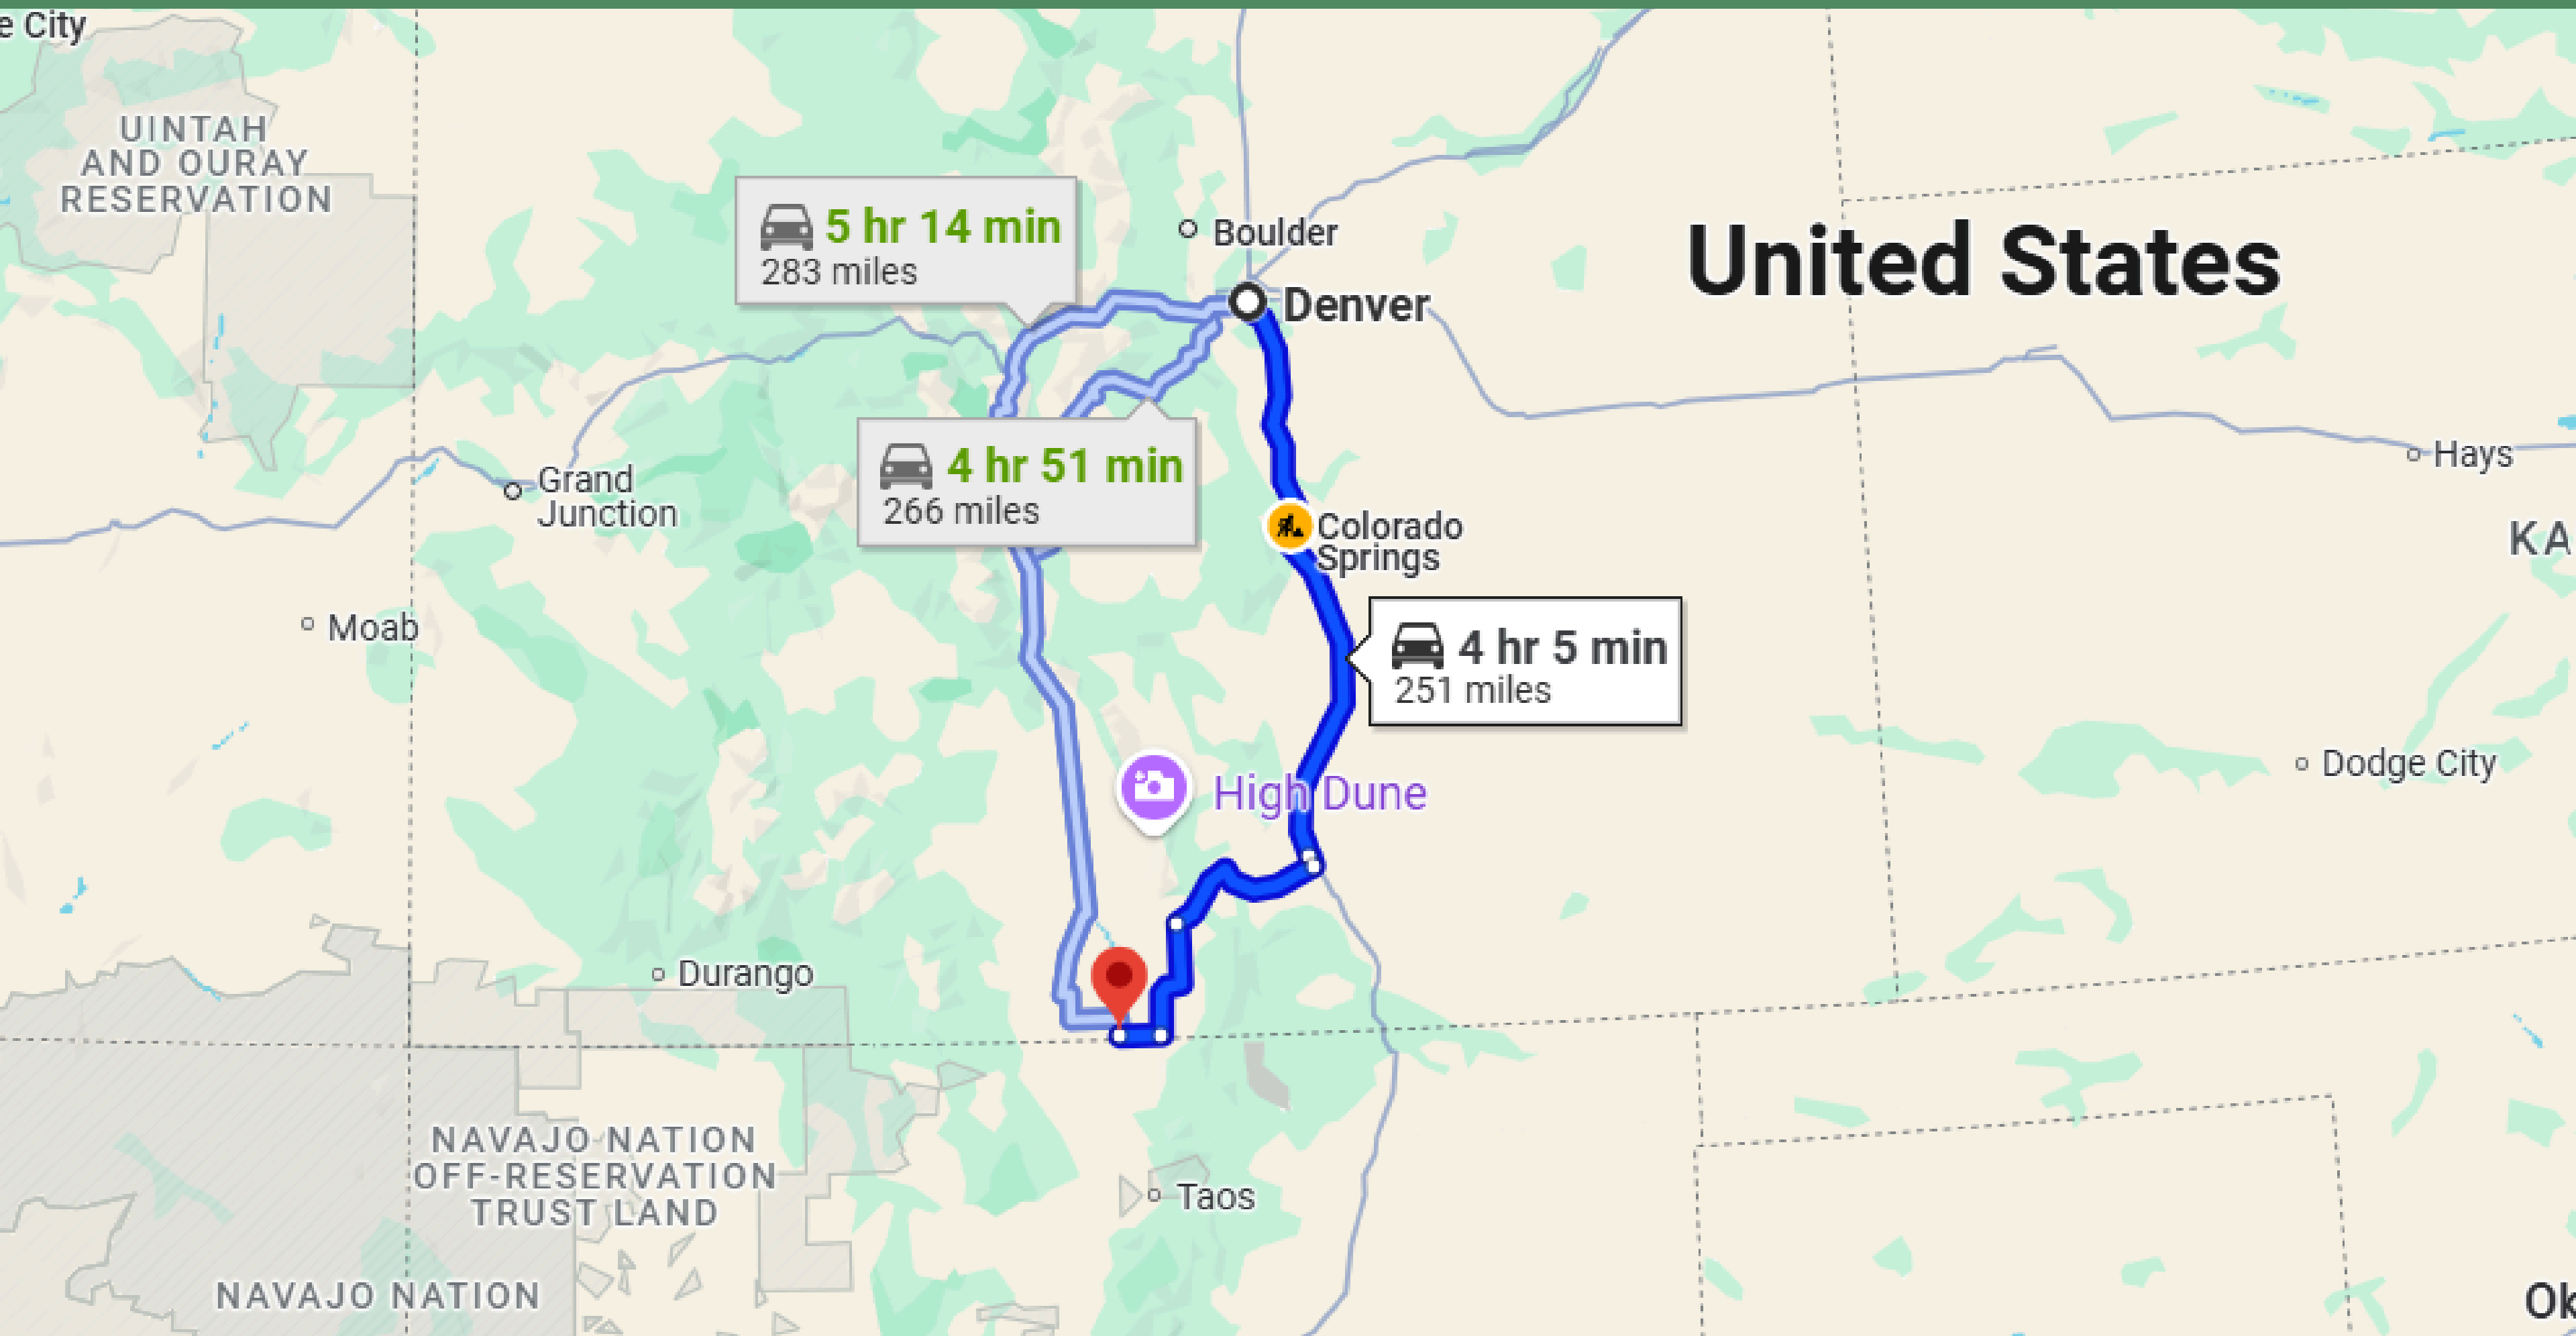 e City
UINTAH
AND OURAY
RESERVATION
5 hr 14 min
283 miles
Boulder
Denver
United States
4 hr 51 min
266 miles
Grand
Junction
Hays
Colorado
Springs
KA
Moab
4 hr 5 min
251 miles
High Dune
Dodge City
Durango
NAVAJO NATION
OFF-RESERVATION
TRUST LAND
Taos
NAVAJO NATION
Ok